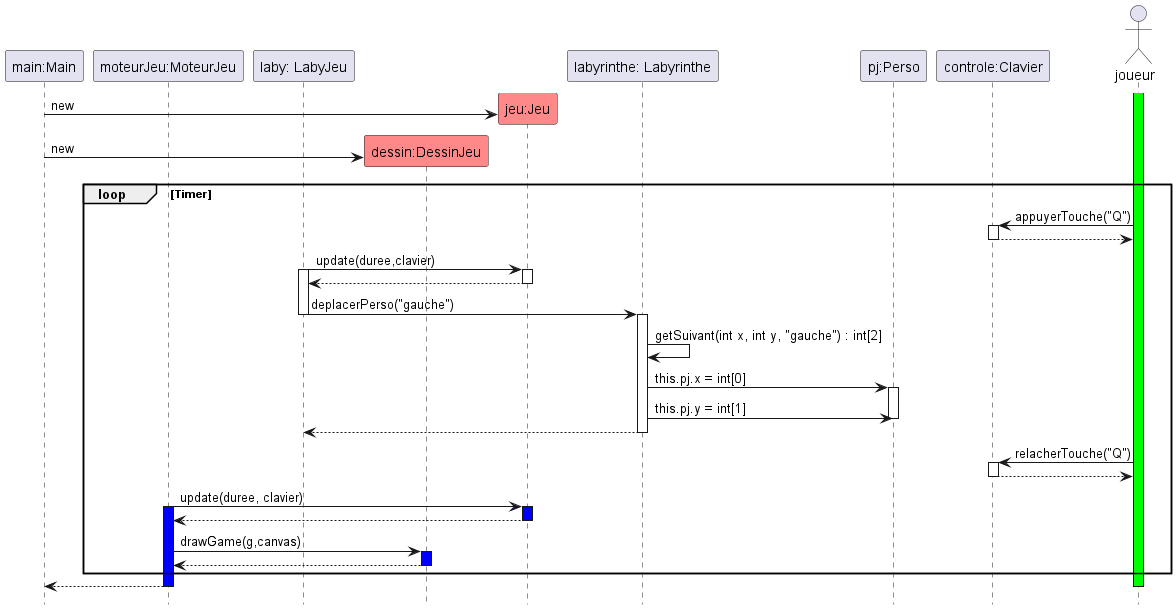 joueur
main:Main
moteurJeu:MoteurJeu
laby: LabyJeu
labyrinthe: Labyrinthe
pj:Perso
controle:Clavier
new
jeu:Jeu
new
dessin:DessinJeu
loop
[Timer]
appuyerTouche("Q")
update(duree,clavier)
deplacerPerso("gauche")
getSuivant(int x, int y, "gauche") : int[2]
this.pj.x = int[0]
this.pj.y = int[1]
relacherTouche("Q")
update(duree, clavier)
drawGame(g,canvas)